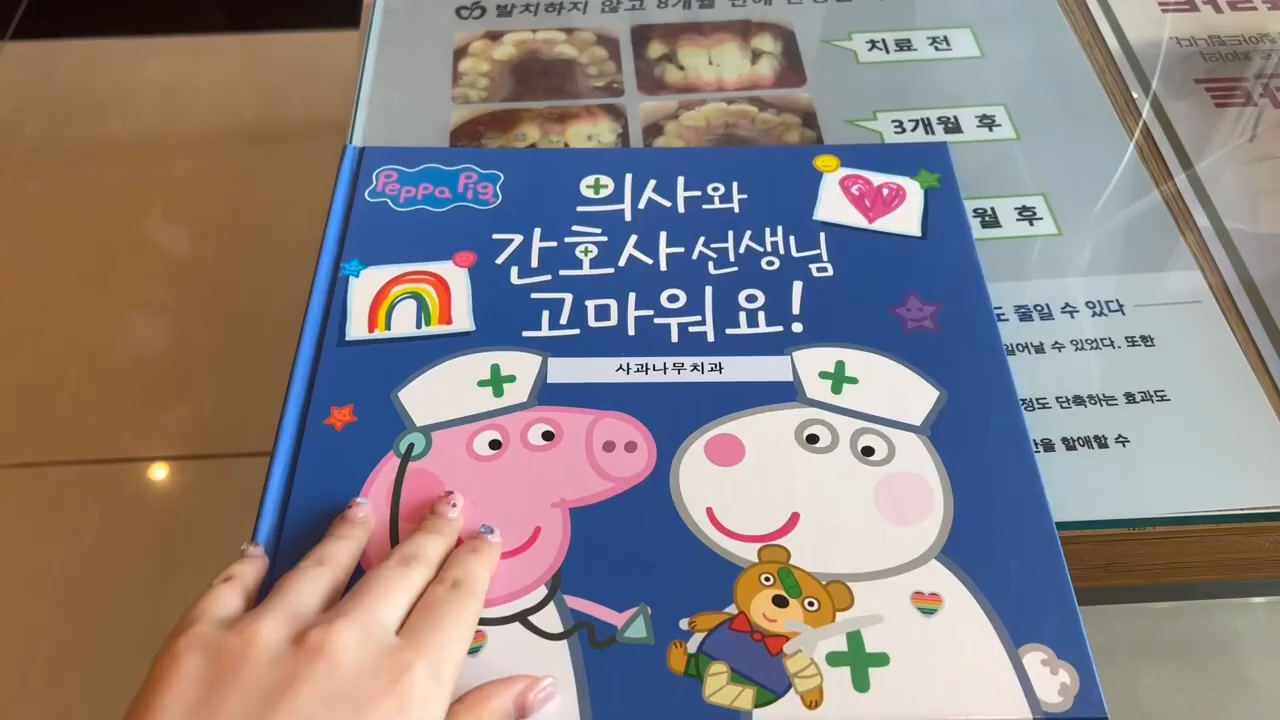 발치하지 않고 8개월 만에
치료 전
3개월 후
월 후
Peppa Pig
의사와
간호사 선생님
고마워요!
사과나무치과
도 줄일 수 있다
일어날 수 있었다. 또한
정도 단축하는 효과도
을 할애할 수